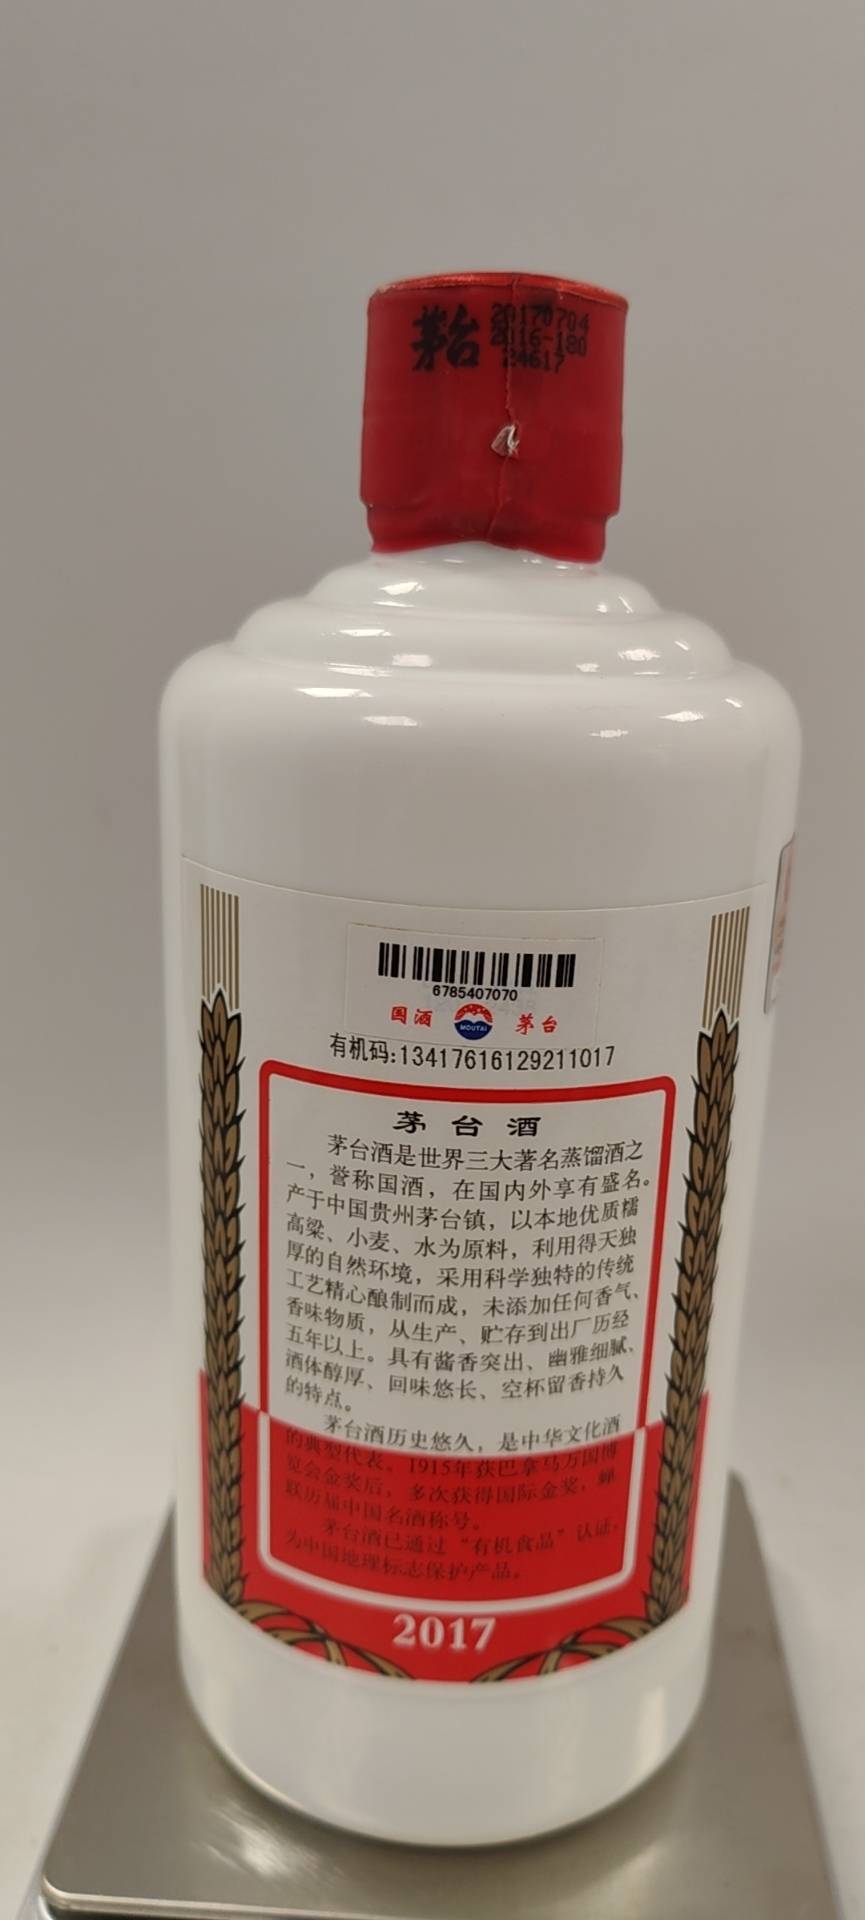 茅台 20170704
2016-180
24617
6785407070
国酒 MOUTAI 茅台
有机码:13417616129211017
茅台酒
茅台酒是世界三大著名蒸馏酒之
一，誉称国酒，在国内外享有盛名。
产于中国贵州茅台镇，以本地优质糯
高粱、小麦、水为原料，利用得天独
厚的自然环境，采用科学独特的传统
工艺精心酿制而成，未添加任何香气、
香味物质，从生产、贮存到出厂历经
五年以上。具有酱香突出、幽雅细腻、
酒体醇厚、回味悠长、空杯留香持久
的特点。
茅台酒历史悠久，是中华文化酒
的典型代表。1915年获巴拿马万国博
览会金奖后，多次获得国际金奖，蝉
联历届中国名酒称号。
茅台酒已通过“有机食品”认证，
为中国地理标志保护产品。
2017